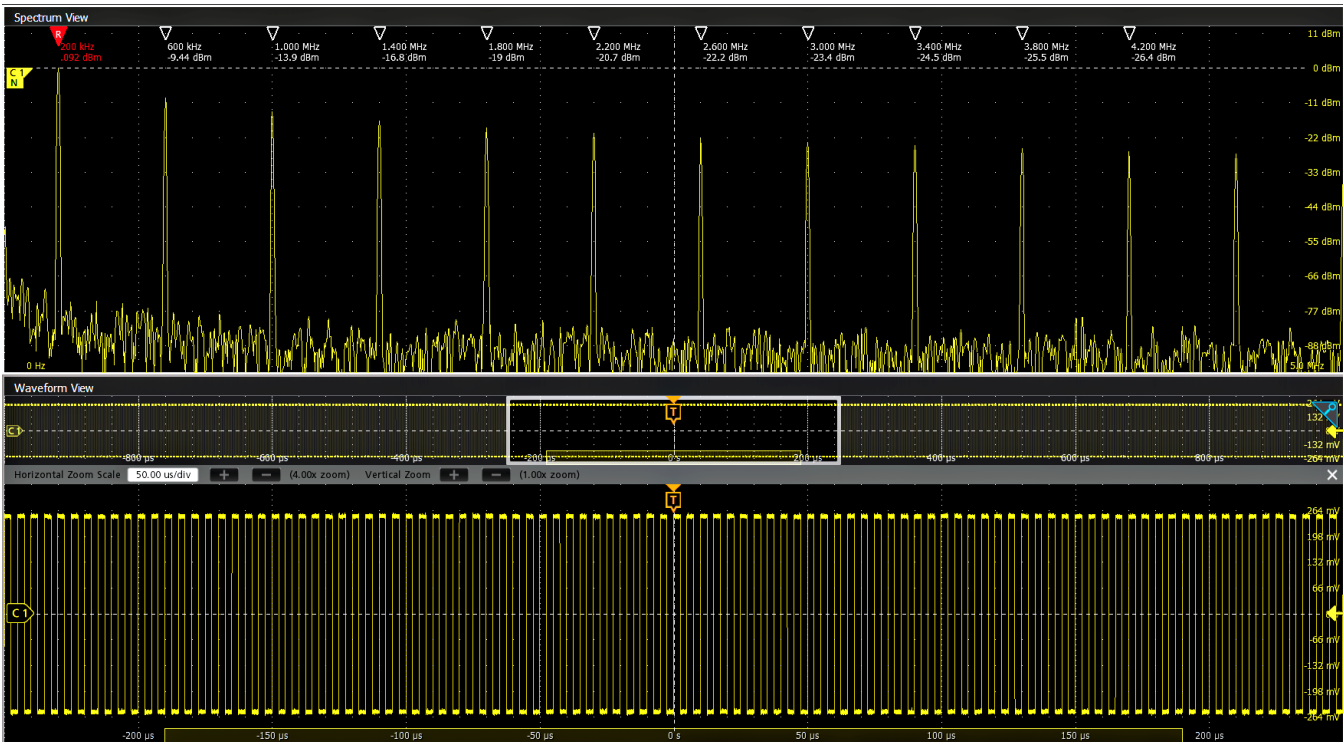 Spectrum View
R
200 kHz 600 kHz 1.000 MHz 1.400 MHz 1.800 MHz 2.200 MHz 2.600 MHz 3.000 MHz 3.400 MHz 3.800 MHz 4.200 MHz
.092 dBm -9.44 dBm -13.9 dBm -16.8 dBm -19 dBm -20.7 dBm -22.2 dBm -23.4 dBm -24.5 dBm -25.5 dBm -26.4 dBm
11 dBm
0 dBm
C 1
N
-11 dBm
-22 dBm
-33 dBm
-44 dBm
-55 dBm
-66 dBm
-77 dBm
-88 dBm
0 Hz
Waveform View
T
132
C 1
-132 mV
-264 mV
-800 µs -600 µs -400 µs -200 µs 0 s 200 µs 400 µs 600 µs 800 µs
Horizontal Zoom Scale 50.00 us/div + - (4.00x zoom) Vertical Zoom + - (1.00x zoom)
T
264 mV
198 mV
132 mV
66 mV
C 1
-66 mV
-132 mV
-198 mV
-264 mV
-200 µs -150 µs -100 µs -50 µs 0 s 50 µs 100 µs 150 µs 200 µs